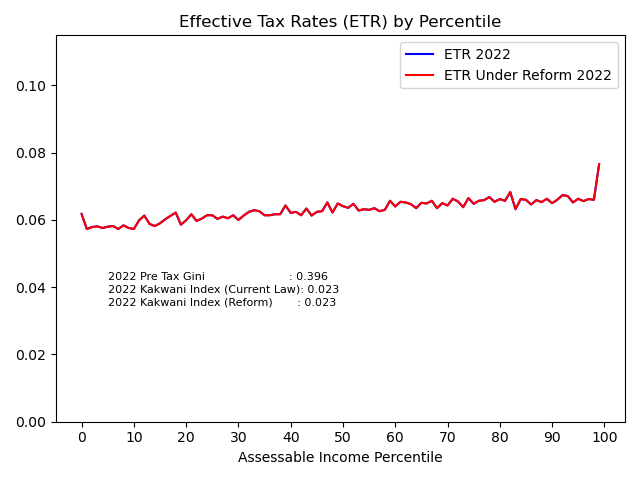 Effective Tax Rates (ETR) by Percentile
ETR 2022
ETR Under Reform 2022
0.10
0.08
0.06
0.04
0.02
0.00
2022 Pre Tax Gini : 0.396
2022 Kakwani Index (Current Law): 0.023
2022 Kakwani Index (Reform) : 0.023
0 10 20 30 40 50 60 70 80 90 100
Assessable Income Percentile